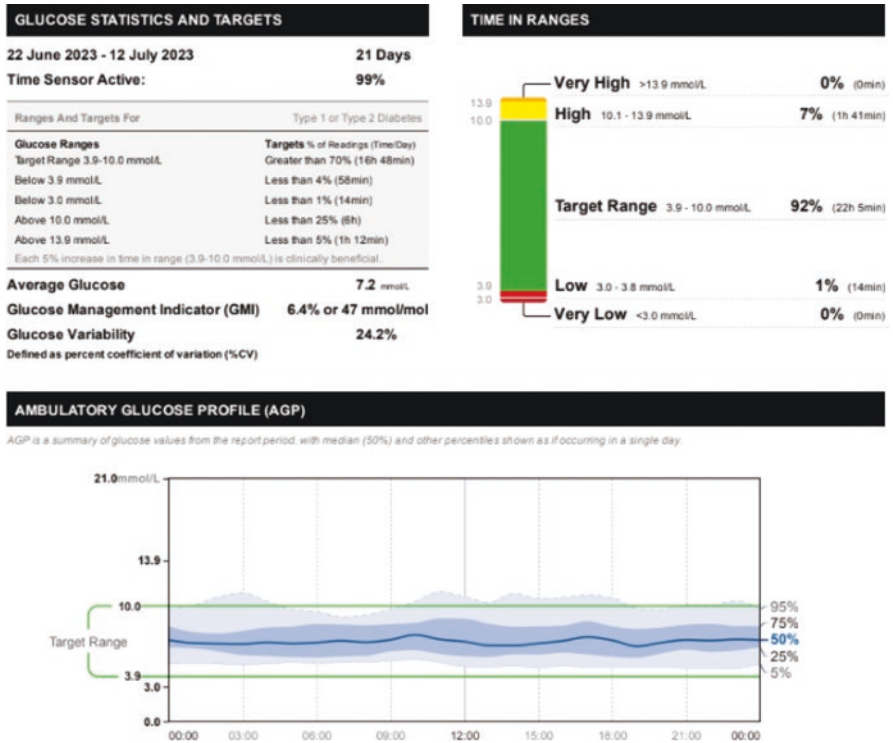 GLUCOSE STATISTICS AND TARGETS
22 June 2023 - 12 July 2023 21 Days
Time Sensor Active: 99%
Ranges And Targets For Type 1 or Type 2 Diabetes
Glucose Ranges Targets % of Readings (Time/Day)
Target Range 3.9-10.0 mmol/L Greater than 70% (16h 48min)
Below 3.9 mmol/L Less than 4% (58min)
Below 3.0 mmol/L Less than 1% (14min)
Above 10.0 mmol/L Less than 25% (6h)
Above 13.9 mmol/L Less than 5% (1h 12min)
Each 5% increase in time in range (3.9-10.0 mmol/L) is clinically beneficial.
Average Glucose 7.2 mmol/L
Glucose Management Indicator (GMI) 6.4% or 47 mmol/mol
Glucose Variability 24.2%
Defined as percent coefficient of variation (%CV)
TIME IN RANGES
Very High >13.9 mmol/L 0% (0min)
13.9
High 10.1 - 13.9 mmol/L 7% (1h 41min)
10.0
Target Range 3.9 - 10.0 mmol/L 92% (22h 5min)
3.9
Low 3.0 - 3.8 mmol/L 1% (14min)
3.0
Very Low <3.0 mmol/L 0% (0min)
AMBULATORY GLUCOSE PROFILE (AGP)
AGP is a summary of glucose values from the report period, with median (50%) and other percentiles shown as if occurring in a single day.
21.0 mmol/L
13.9
10.0
95%
75%
Target Range
50%
25%
5%
3.9
3.0
0.0
00:00 03:00 06:00 09:00 12:00 15:00 18:00 21:00 00:00